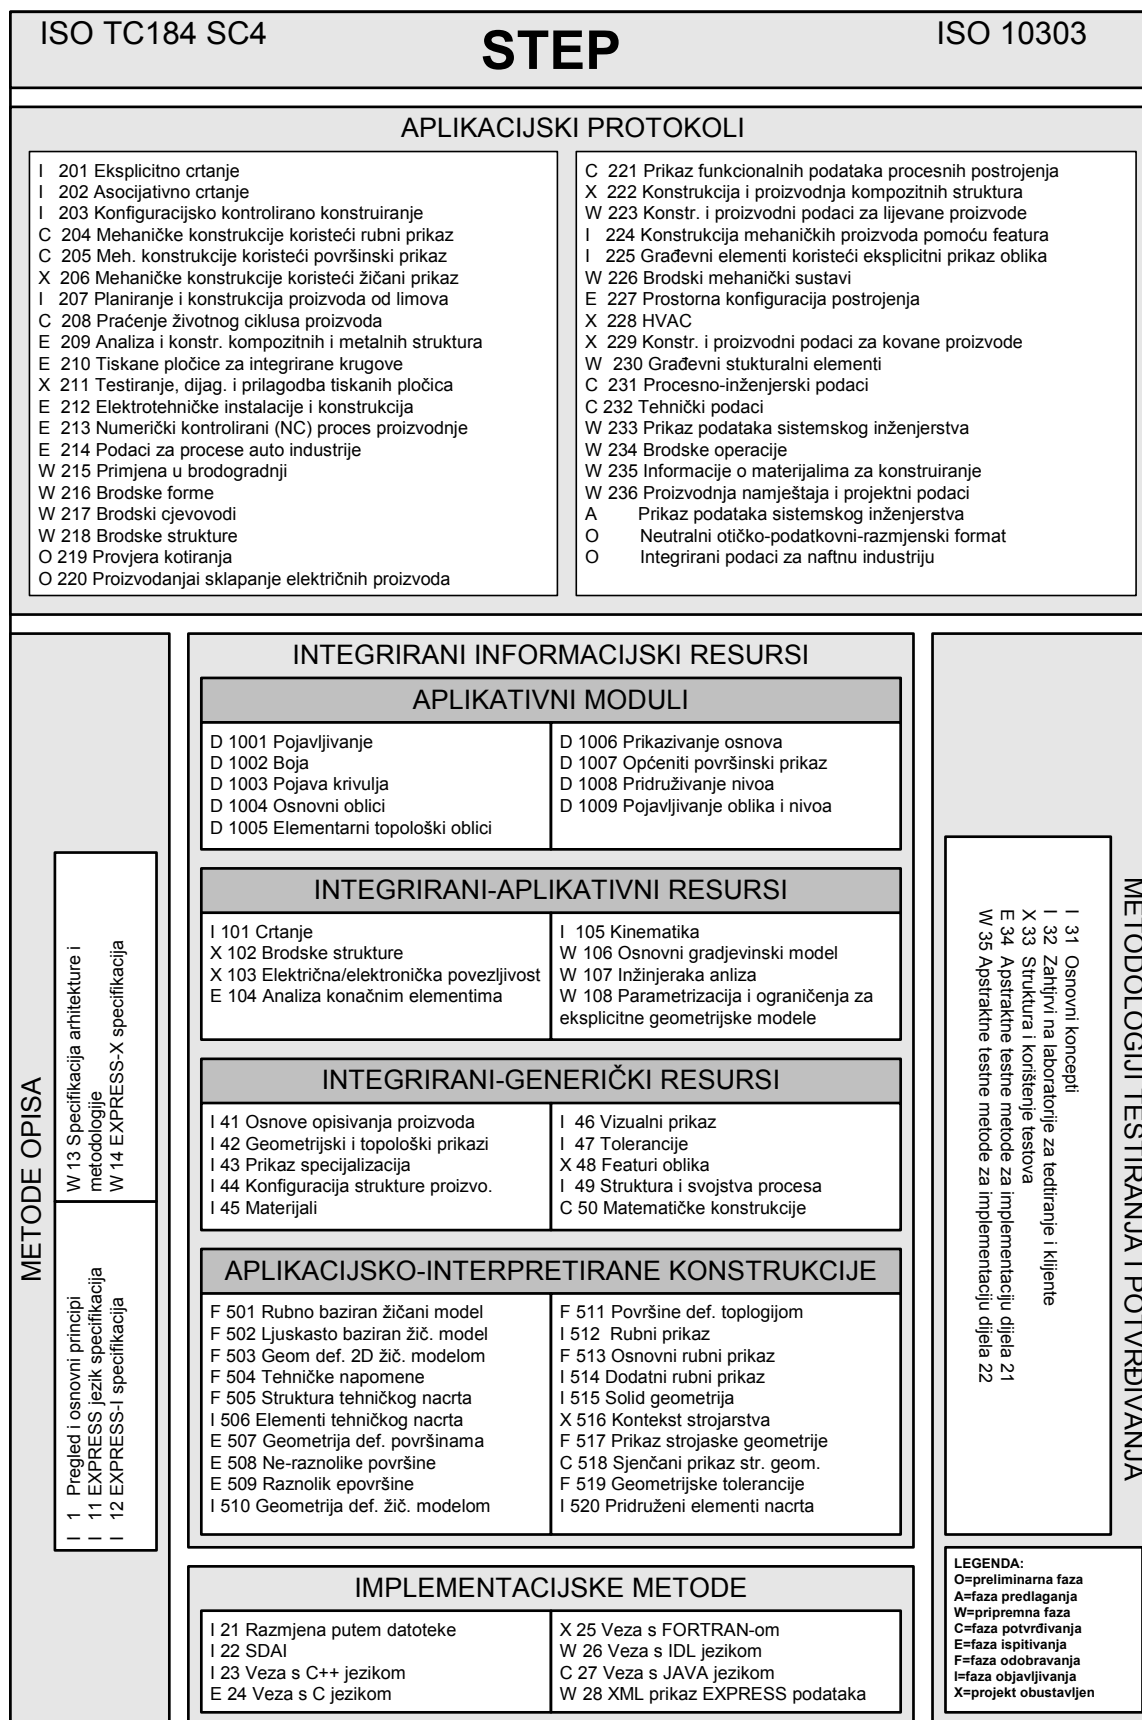 ISO TC184 SC4
STEP
ISO 10303
APLIKACIJSKI PROTOKOLI
I 201 Eksplicitno crtanje
I 202 Asocijativno crtanje
I 203 Konfiguracijsko kontrolirano konstruiranje
C 204 Mehaničke konstrukcije koristeći rubni prikaz
C 205 Meh. konstrukcije koristeći površinski prikaz
X 206 Mehaničke konstrukcije koristeći žičani prikaz
I 207 Planiranje i konstrukcija proizvoda od limova
C 208 Praćenje životnog ciklusa proizvoda
E 209 Analiza i konstr. kompozitnih i metalnih struktura
E 210 Tiskane pločice za integrirane krugove
X 211 Testiranje, dijag. i prilagodba tiskanih pločica
E 212 Elektrotehničke instalacije i konstrukcija
E 213 Numerički kontrolirani (NC) proces proizvodnje
E 214 Podaci za procese auto industrije
W 215 Primjena u brodogradnji
W 216 Brodske forme
W 217 Brodski cjevovodi
W 218 Brodske strukture
O 219 Provjera kotiranja
O 220 Proizvodanjai sklapanje električnih proizvoda
C 221 Prikaz funkcionalnih podataka procesnih postrojenja
X 222 Konstrukcija i proizvodnja kompozitnih struktura
W 223 Konstr. i proizvodni podaci za lijevane proizvode
I 224 Konstrukcija mehaničkih proizvoda pomoću featura
I 225 Građevni elementi koristeći eksplicitni prikaz oblika
W 226 Brodski mehanički sustavi
E 227 Prostorna konfiguracija postrojenja
X 228 HVAC
X 229 Konstr. i proizvodni podaci za kovane proizvode
W 230 Građevni stukturalni elementi
C 231 Procesno-inženjerski podaci
C 232 Tehnički podaci
W 233 Prikaz podataka sistemskog inženjerstva
W 234 Brodske operacije
W 235 Informacije o materijalima za konstruiranje
W 236 Proizvodnja namještaja i projektni podaci
A Prikaz podataka sistemskog inženjerstva
O Neutralni otičko-podatkovni-razmjenski format
O Integrirani podaci za naftnu industriju
METODE OPISA
W 13 Specifikacija arhitekture i
metodologije
W 14 EXPRESS-X specifikacija
I 1 Pregled i osnovni principi
I 11 EXPRESS jezik specifikacija
I 12 EXPRESS-I specifikacija
INTEGRIRANI INFORMACIJSKI RESURSI
APLIKATIVNI MODULI
D 1001 Pojavljivanje
D 1002 Boja
D 1003 Pojava krivulja
D 1004 Osnovni oblici
D 1005 Elementarni topološki oblici
D 1006 Prikazivanje osnova
D 1007 Općeniti površinski prikaz
D 1008 Pridruživanje nivoa
D 1009 Pojavljivanje oblika i nivoa
INTEGRIRANI-APLIKATIVNI RESURSI
I 101 Crtanje
X 102 Brodske strukture
X 103 Električna/elektronička povezljivost
E 104 Analiza konačnim elementima
I 105 Kinematika
W 106 Osnovni gradjevinski model
W 107 Inžinjeraka anliza
W 108 Parametrizacija i ograničenja za
eksplicitne geometrijske modele
INTEGRIRANI-GENERIČKI RESURSI
I 41 Osnove opisivanja proizvoda
I 42 Geometrijski i topološki prikazi
I 43 Prikaz specijalizacija
I 44 Konfiguracija strukture proizvo.
I 45 Materijali
I 46 Vizualni prikaz
I 47 Tolerancije
X 48 Featuri oblika
I 49 Struktura i svojstva procesa
C 50 Matematičke konstrukcije
APLIKACIJSKO-INTERPRETIRANE KONSTRUKCIJE
F 501 Rubno baziran žičani model
F 502 Ljuskasto baziran žič. model
F 503 Geom def. 2D žič. modelom
F 504 Tehničke napomene
F 505 Struktura tehničkog nacrta
I 506 Elementi tehničkog nacrta
E 507 Geometrija def. površinama
E 508 Ne-raznolike površine
E 509 Raznolik epovršine
I 510 Geometrija def. žič. modelom
F 511 Površine def. toplogijom
I 512 Rubni prikaz
F 513 Osnovni rubni prikaz
I 514 Dodatni rubni prikaz
I 515 Solid geometrija
X 516 Kontekst strojarstva
F 517 Prikaz strojaske geometrije
C 518 Sjenčani prikaz str. geom.
F 519 Geometrijske tolerancije
I 520 Pridruženi elementi nacrta
IMPLEMENTACIJSKE METODE
I 21 Razmjena putem datoteke
I 22 SDAI
I 23 Veza s C++ jezikom
E 24 Veza s C jezikom
X 25 Veza s FORTRAN-om
W 26 Veza s IDL jezikom
C 27 Veza s JAVA jezikom
W 28 XML prikaz EXPRESS podataka
METODOLOGIJI TESTIRANJA I POTVRĐIVANJA
I 31 Osnovni koncepti
I 32 Zahtjrvi na laboratorije za tedtiranje i klijente
X 33 Struktura i korištenje testova
E 34 Apstraktne testne metode za implementaciju dijela 21
W 35 Apstraktne testne metode za implementaciju dijela 22
LEGENDA:
O=preliminarna faza
A=faza predlaganja
W=pripremna faza
C=faza potvrđivanja
E=faza ispitivanja
F=faza odobravanja
I=faza objavljivanja
X=projekt obustavljen